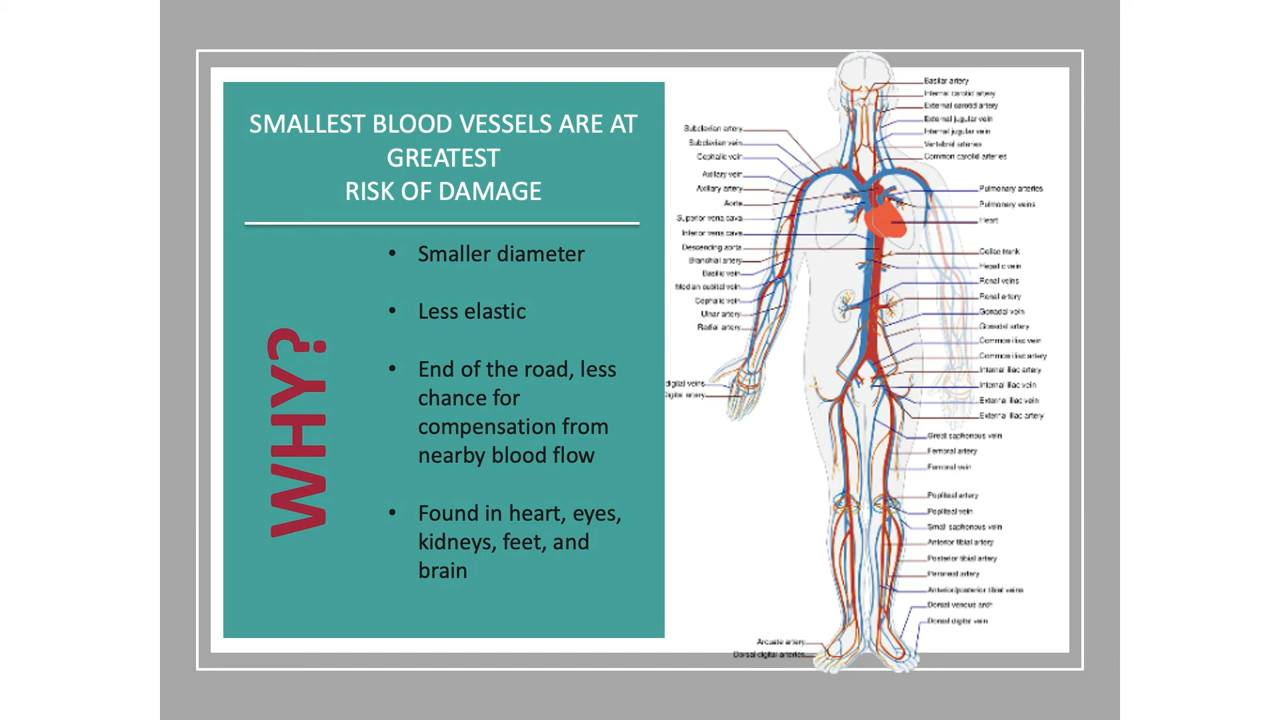 SMALLEST BLOOD VESSELS ARE AT
GREATEST
RISK OF DAMAGE
WHY?
• Smaller diameter
• Less elastic
• End of the road, less
chance for
compensation from
nearby blood flow
• Found in heart, eyes,
kidneys, feet, and
brain
Subclavian artery
Subclavian vein
Cephalic vein
Axillary vein
Axillary artery
Aorta
Superior vena cava
Inferior vena cava
Descending aorta
Branchial artery
Basilic vein
Median cubital vein
Cephalic vein
Ulnar artery
Radial artery
digital veins
Digital artery
Arcuate artery
Dorsal digital arteries
Basilar artery
Internal carotid artery
External carotid artery
External jugular vein
Internal jugular vein
Vertebral arteries
Common carotid arteries
Pulmonary arteries
Pulmonary veins
Heart
Celiac trunk
Hepatic vein
Renal veins
Renal artery
Gonadal vein
Gonadal artery
Common iliac vein
Common iliac artery
Internal iliac artery
Internal iliac vein
External iliac vein
External iliac artery
Great saphenous vein
Femoral artery
Femoral vein
Popliteal artery
Popliteal vein
Small saphenous vein
Anterior tibial artery
Posterior tibial artery
Peroneal artery
Anterior/posterior tibial veins
Dorsal venous arch
Dorsal digital vein